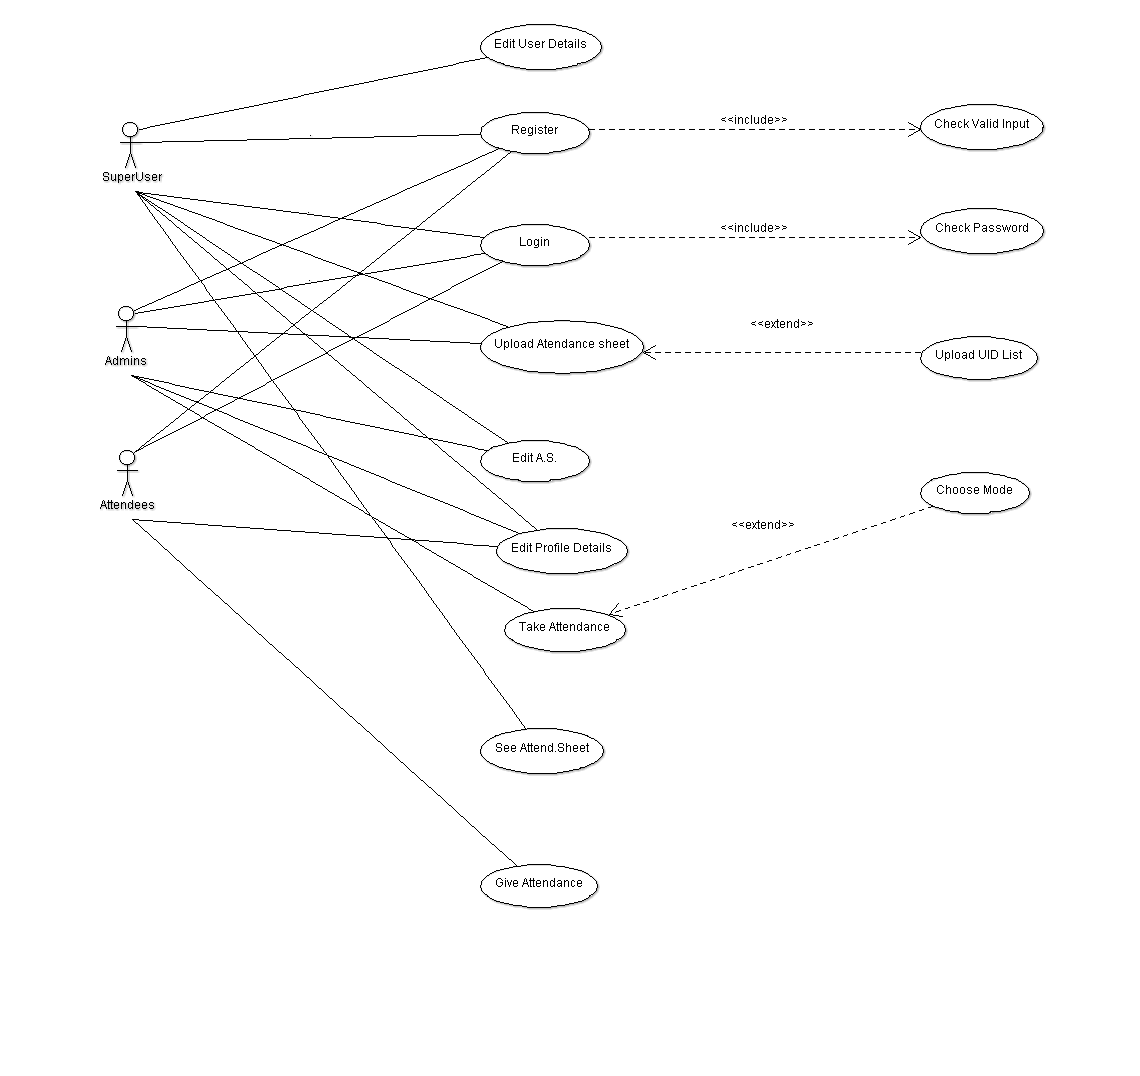 Edit User Details
Register
<<include>>
Check Valid Input
SuperUser
Login
<<include>>
Check Password
Admins
Upload Atendance sheet
<<extend>>
Upload UID List
Edit A.S.
Attendees
Choose Mode
<<extend>>
Edit Profile Details
Take Attendance
See Attend.Sheet
Give Attendance